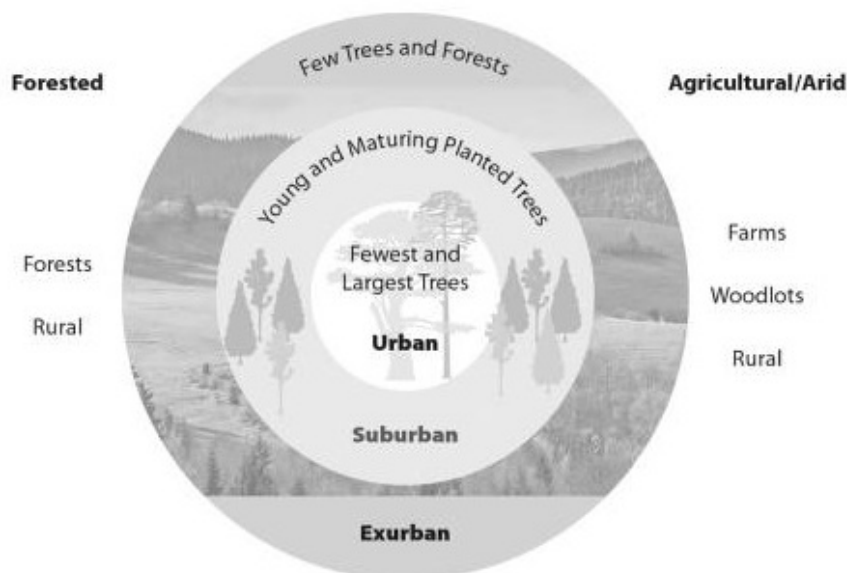 Few Trees and Forests
Forested
Agricultural/Arid
Young and Maturing Planted Trees
Fewest and
Largest Trees
Forests
Rural
Farms
Woodlots
Rural
Urban
Suburban
Exurban